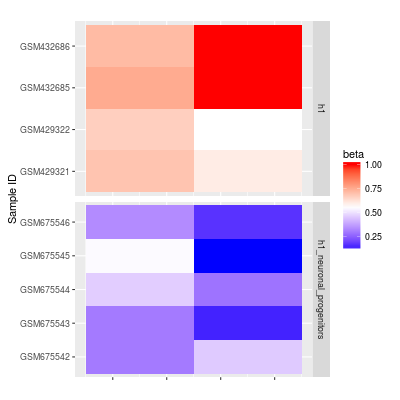 GSM432686
GSM432685
GSM429322
GSM429321
h1
GSM675546
GSM675545
GSM675544
GSM675543
GSM675542
h1_neuronal_progenitors
Sample ID
beta
1.00
0.75
0.50
0.25